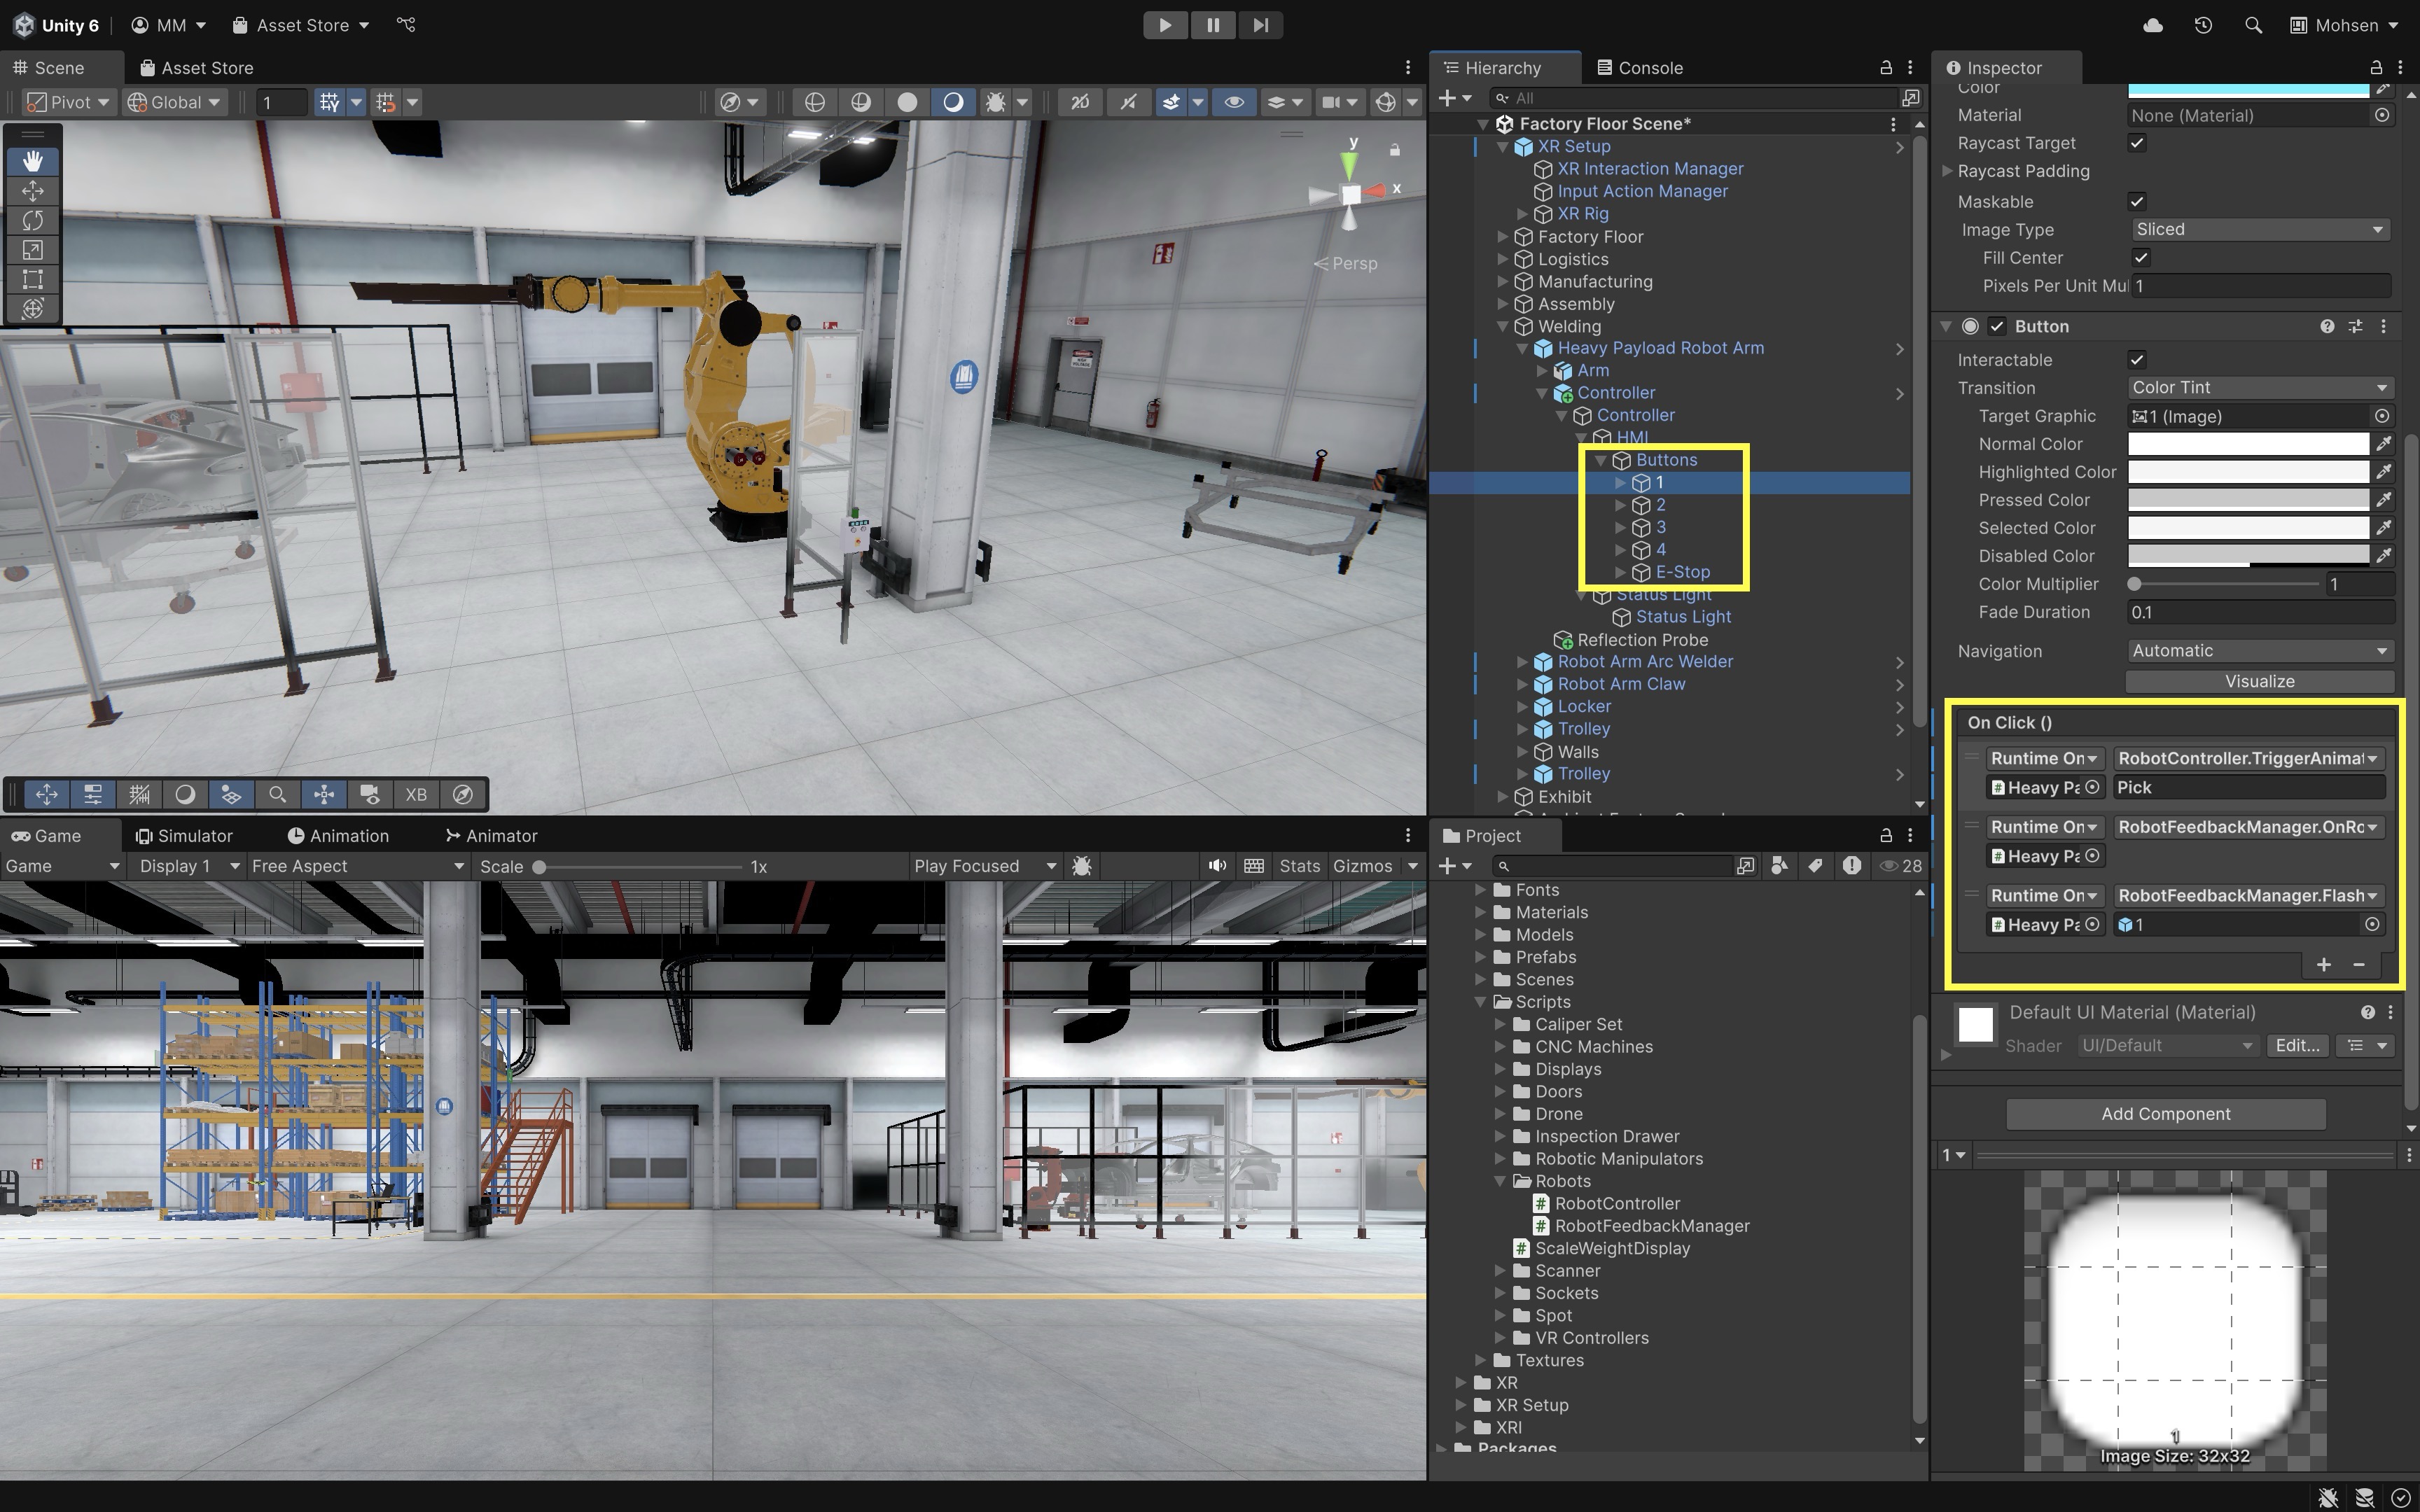 Unity 6
MM
Asset Store
Mohsen
Scene
Asset Store
Pivot
Global
1
2D
y
x
Persp
XB
Hierarchy
Console
All
Factory Floor Scene*
XR Setup
XR Interaction Manager
Input Action Manager
XR Rig
Factory Floor
Logistics
Manufacturing
Assembly
Welding
Heavy Payload Robot Arm
Arm
Controller
Controller
HMI
Buttons
1
2
3
4
E-Stop
Status Light
Status Light
Reflection Probe
Robot Arm Arc Welder
Robot Arm Claw
Locker
Trolley
Walls
Trolley
Exhibit
Game
Simulator
Animation
Animator
Game
Display 1
Free Aspect
Scale
1x
Play Focused
Stats
Gizmos
Project
28
Fonts
Materials
Models
Prefabs
Scenes
Scripts
Caliper Set
CNC Machines
Displays
Doors
Drone
Inspection Drawer
Robotic Manipulators
Robots
RobotController
RobotFeedbackManager
ScaleWeightDisplay
Scanner
Sockets
Spot
VR Controllers
Textures
XR
XR Setup
XRI
Packages
Inspector
Color
Material
None (Material)
Raycast Target
Raycast Padding
Maskable
Image Type
Sliced
Fill Center
Pixels Per Unit Mul
1
Button
Interactable
Transition
Color Tint
Target Graphic
1 (Image)
Normal Color
Highlighted Color
Pressed Color
Selected Color
Disabled Color
Color Multiplier
1
Fade Duration
0.1
Navigation
Automatic
Visualize
On Click ()
Runtime On
RobotController.TriggerAnimat
Heavy Pa
Pick
Runtime On
RobotFeedbackManager.OnRo
Heavy Pa
Runtime On
RobotFeedbackManager.Flash
Heavy Pa
1
Default UI Material (Material)
Shader
UI/Default
Edit...
Add Component
1
1
Image Size: 32x32